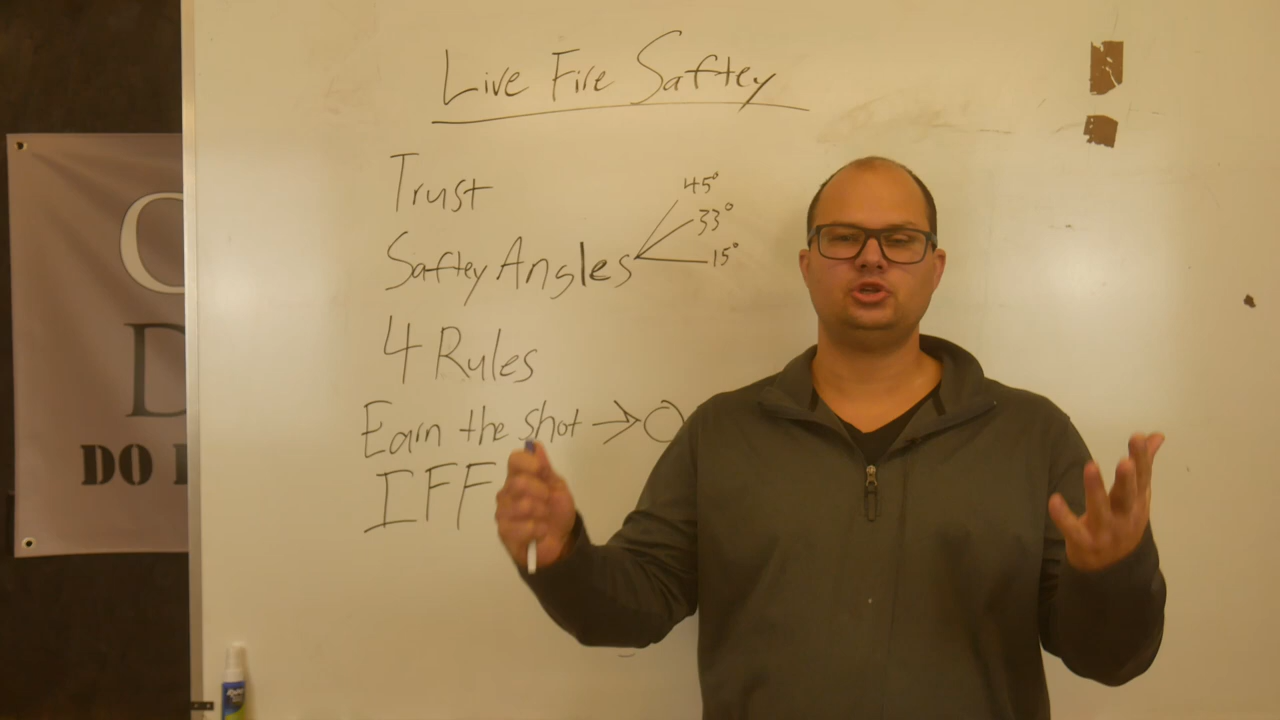 Live Fire Saftey
Trust
45°
33°
Saftey Angles
15°
4 Rules
Earn the shot
IFF
DO